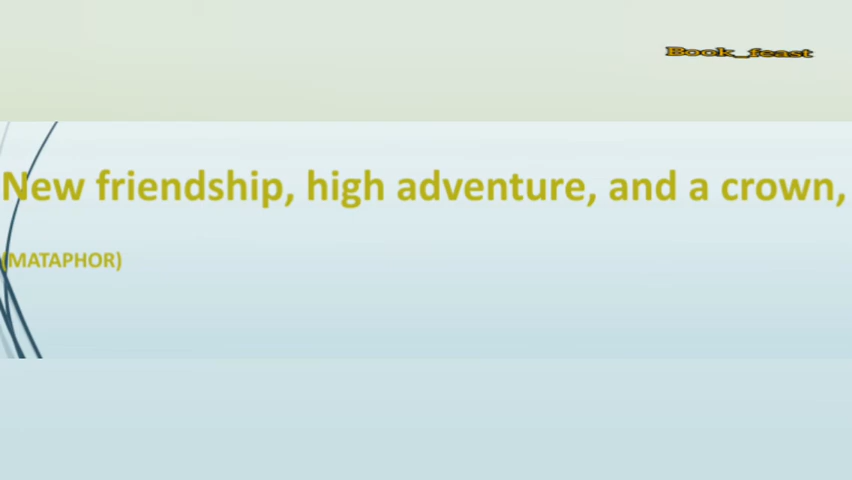 Book_feast
New friendship, high adventure, and a crown,
(MATAPHOR)